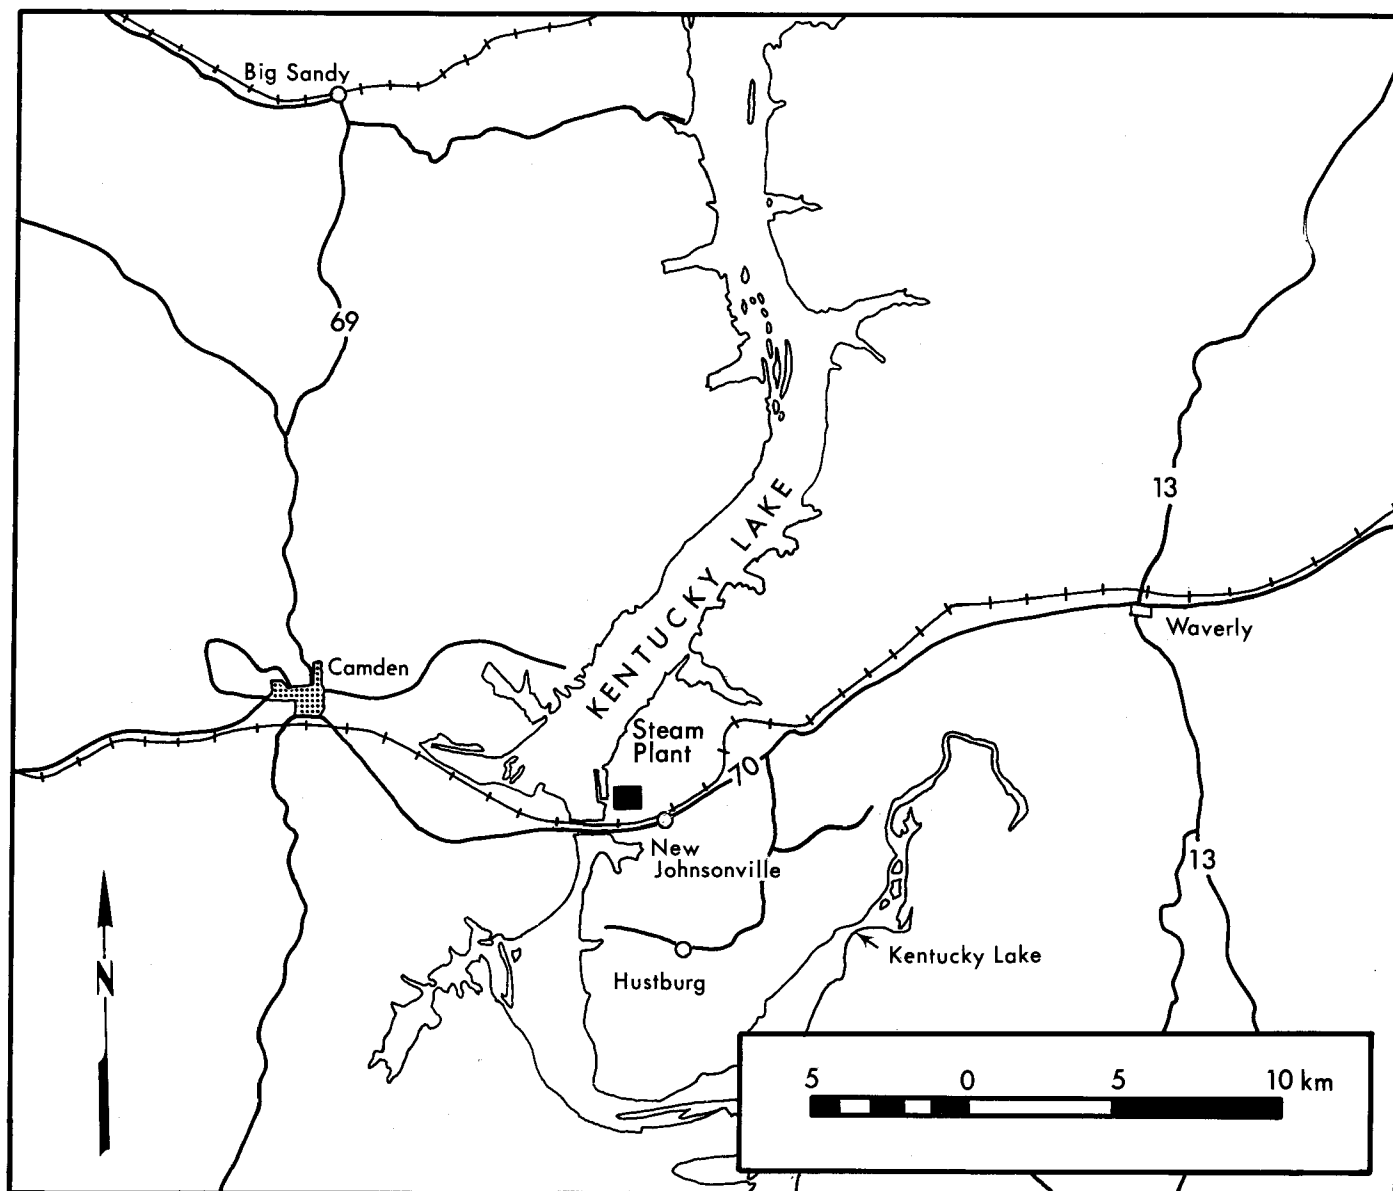 Big Sandy
69
13
KENTUCKY LAKE
Waverly
Camden
Steam
Plant
70
New
Johnsonville
13
Kentucky Lake
Hustburg
N
5 0 5 10 km